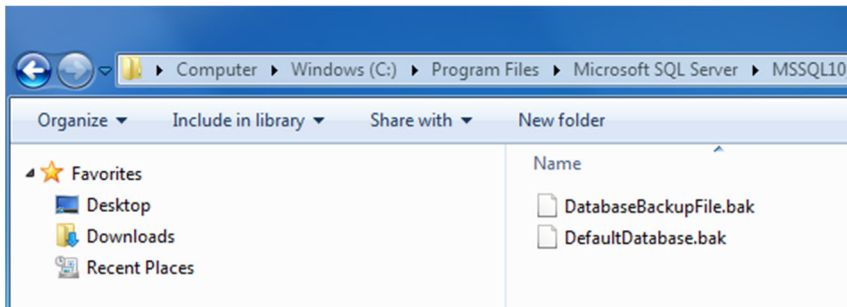 Computer Windows (C:) Program Files Microsoft SQL Server MSSQL10
Organize Include in library Share with New folder
Favorites
Desktop
Downloads
Recent Places
Name
DatabaseBackupFile.bak
DefaultDatabase.bak